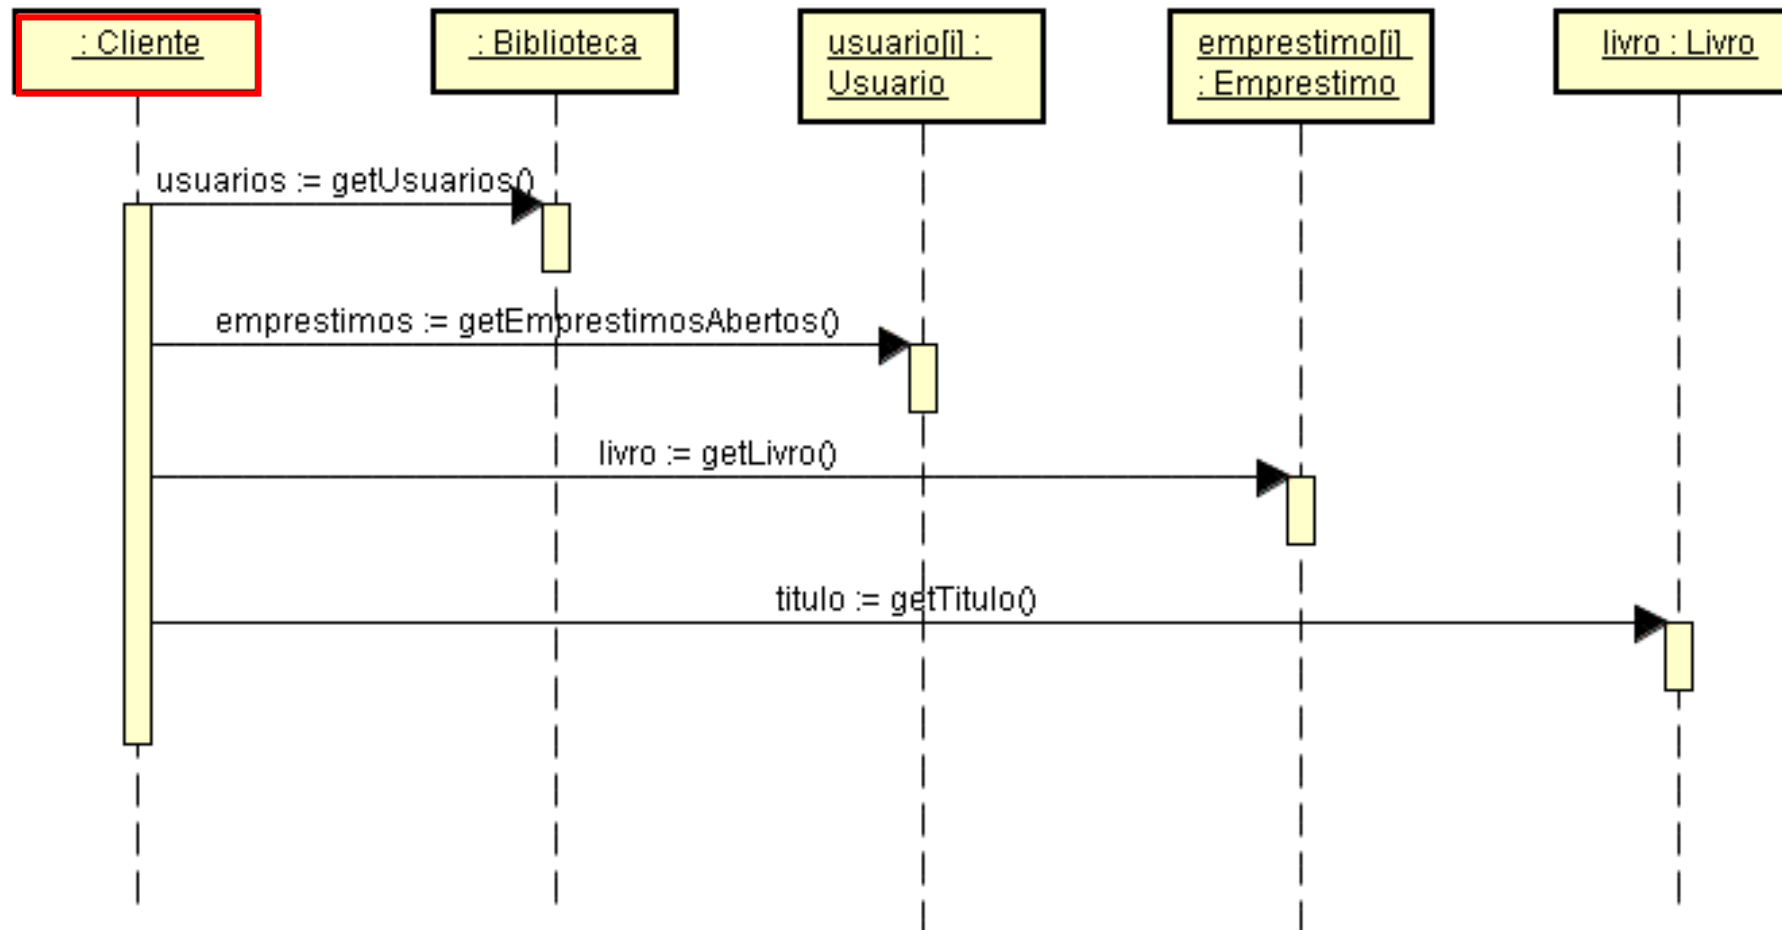 : Cliente
: Biblioteca
usuario[i] :
Usuario
emprestimo[i]
: Emprestimo
livro : Livro
usuarios := getUsuarios()
emprestimos := getEmprestimosAbertos()
livro := getLivro()
titulo := getTitulo()